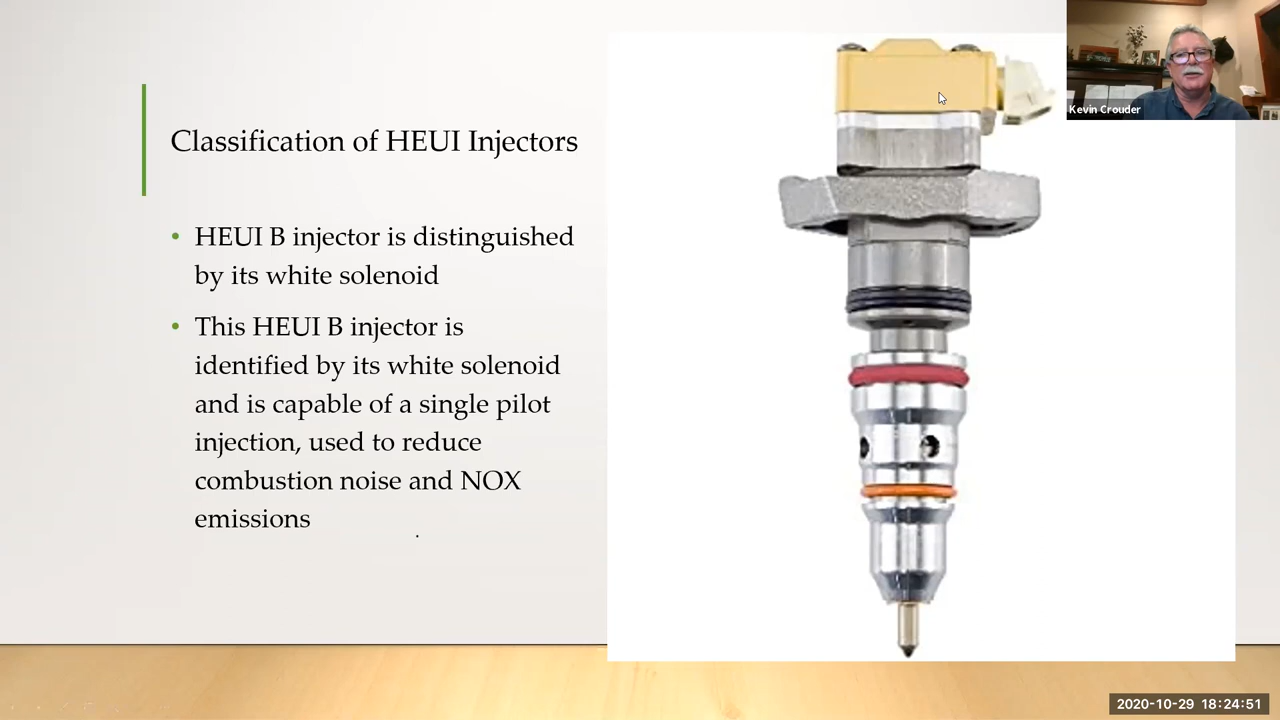 Classification of HEUI Injectors
• HEUI B injector is distinguished
by its white solenoid
• This HEUI B injector is
identified by its white solenoid
and is capable of a single pilot
injection, used to reduce
combustion noise and NOX
emissions
.
Kevin Crouder
2020-10-29 18:24:51